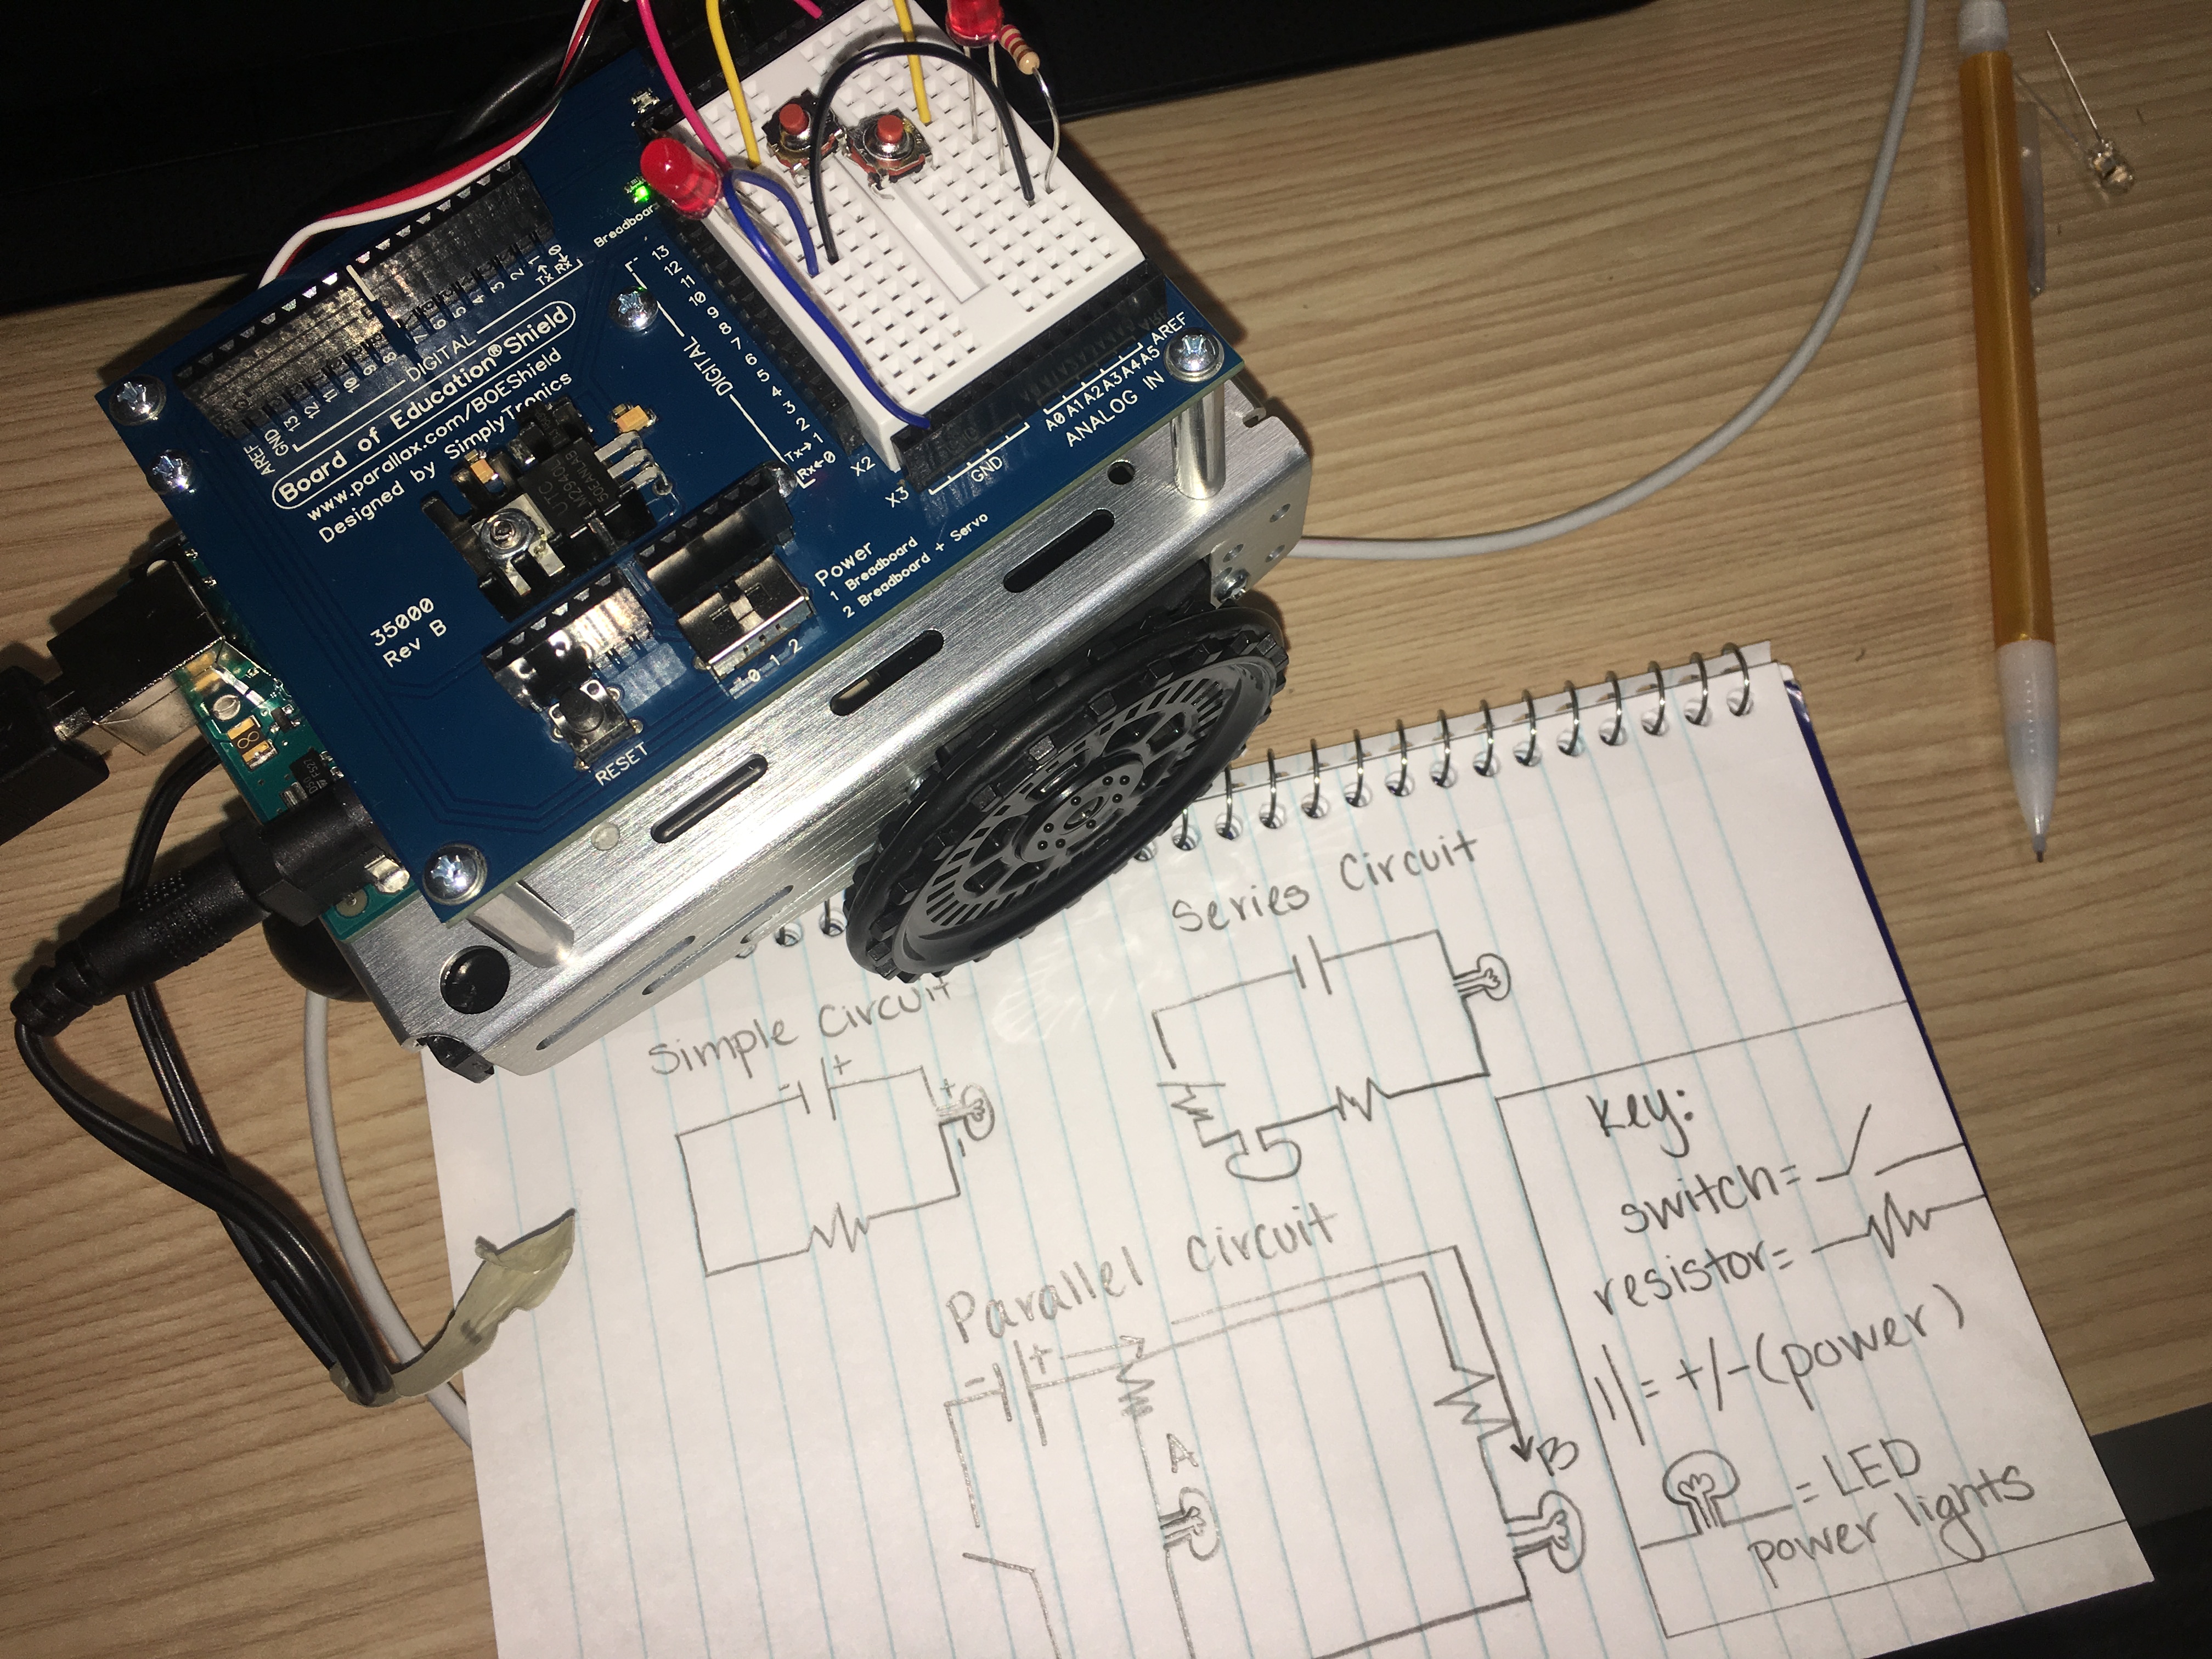 Breadboar
13
12
11
10
9
8
7
6
5
4
3
2
Tx→1
Rx←0
DIGITAL
X2
X3
GND
A0 A1 A2 A3 A4 A5
AREF
ANALOG IN
AREF
GND
13
12
11
10
9
8
7
6
5
4
3
2
1
0
Tx
Rx
DIGITAL
Board of Education® Shield
www.parallax.com/BOEShield
Designed by SimplyTronics
35000
Rev B
Power
1 Breadboard
2 Breadboard + Servo
0 1 2
RESET
Simple Circuit
- +
+
-
Series Circuit
Parallel circuit
- +
A
B
Key:
switch=
resistor=
= +/- (power)
= LED
power lights